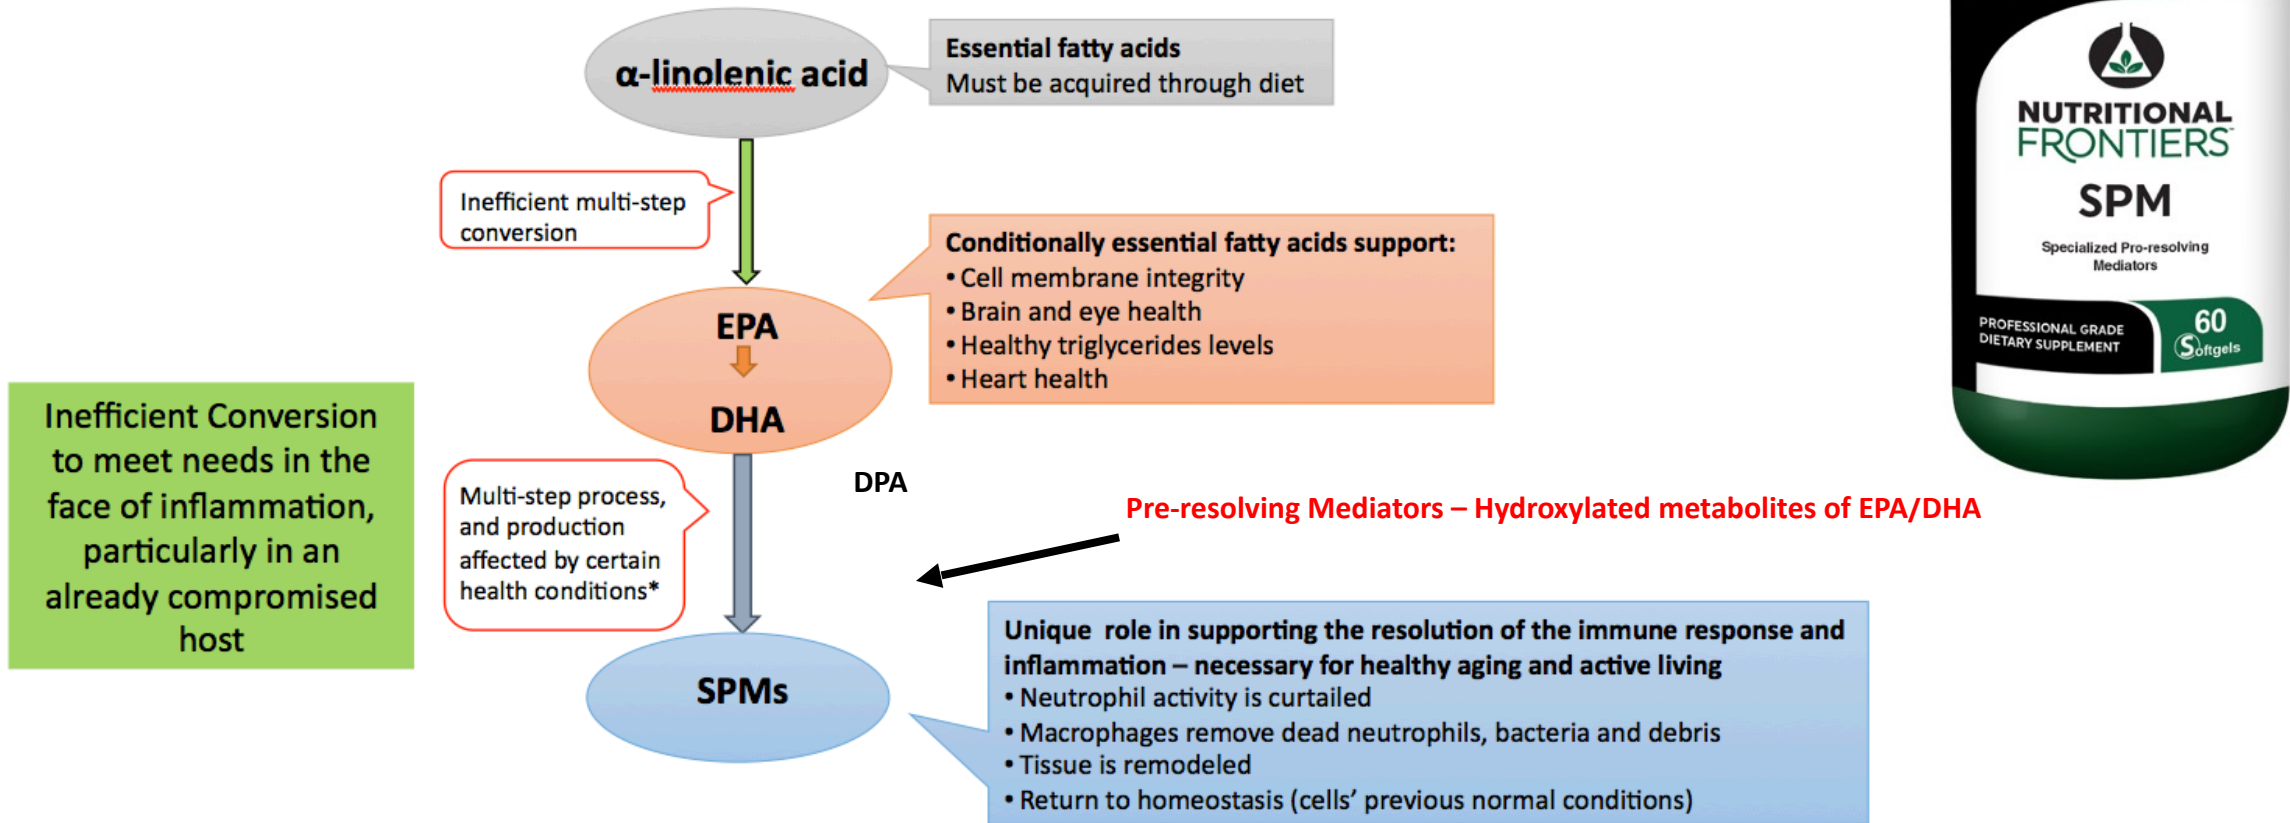 α-linolenic acid
Essential fatty acids
Must be acquired through diet
Inefficient multi-step
conversion
EPA
DHA
Conditionally essential fatty acids support:
• Cell membrane integrity
• Brain and eye health
• Healthy triglycerides levels
• Heart health
Inefficient Conversion
to meet needs in the
face of inflammation,
particularly in an
already compromised
host
Multi-step process,
and production
affected by certain
health conditions*
DPA
Pre-resolving Mediators – Hydroxylated metabolites of EPA/DHA
SPMs
Unique role in supporting the resolution of the immune response and
inflammation – necessary for healthy aging and active living
• Neutrophil activity is curtailed
• Macrophages remove dead neutrophils, bacteria and debris
• Tissue is remodeled
• Return to homeostasis (cells' previous normal conditions)
NUTRITIONAL
FRONTIERS™
SPM
Specialized Pro-resolving
Mediators
PROFESSIONAL GRADE
DIETARY SUPPLEMENT
60
Softgels